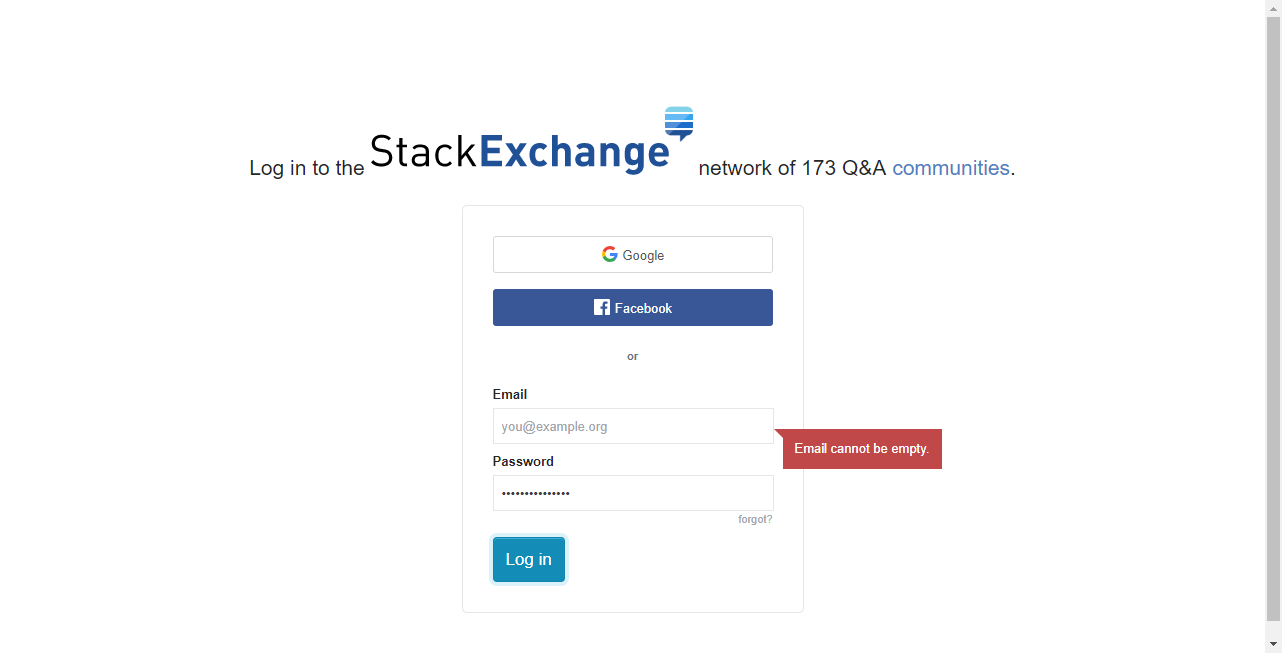 Log in to the StackExchange network of 173 Q&A communities.
Google
Facebook
or
Email
you@example.org
Email cannot be empty.
Password
•••••••••••••••
forgot?
Log in